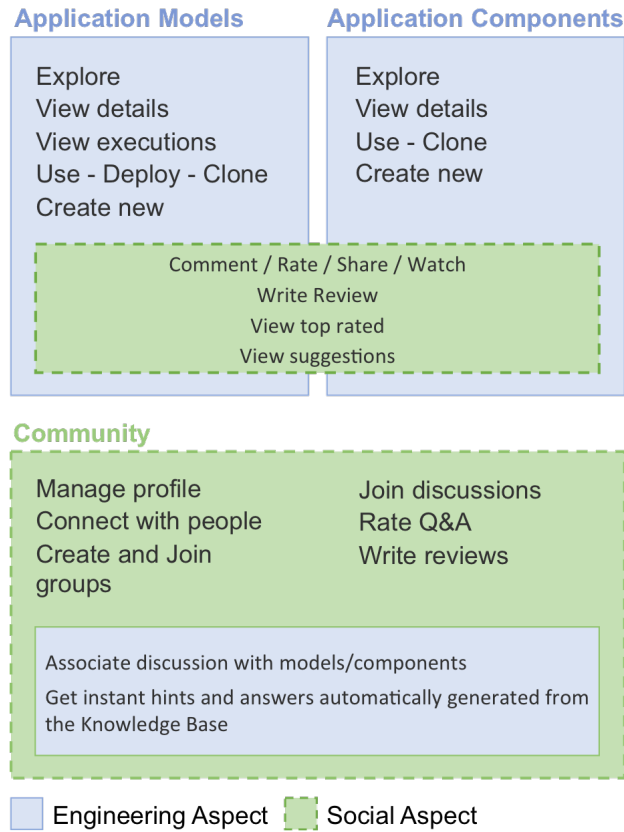 Application Models
Explore
View details
View executions
Use - Deploy - Clone
Create new
Application Components
Explore
View details
Use - Clone
Create new
Comment / Rate / Share / Watch
Write Review
View top rated
View suggestions
Community
Manage profile
Connect with people
Create and Join
groups
Join discussions
Rate Q&A
Write reviews
Associate discussion with models/components
Get instant hints and answers automatically generated from
the Knowledge Base
Engineering Aspect
Social Aspect